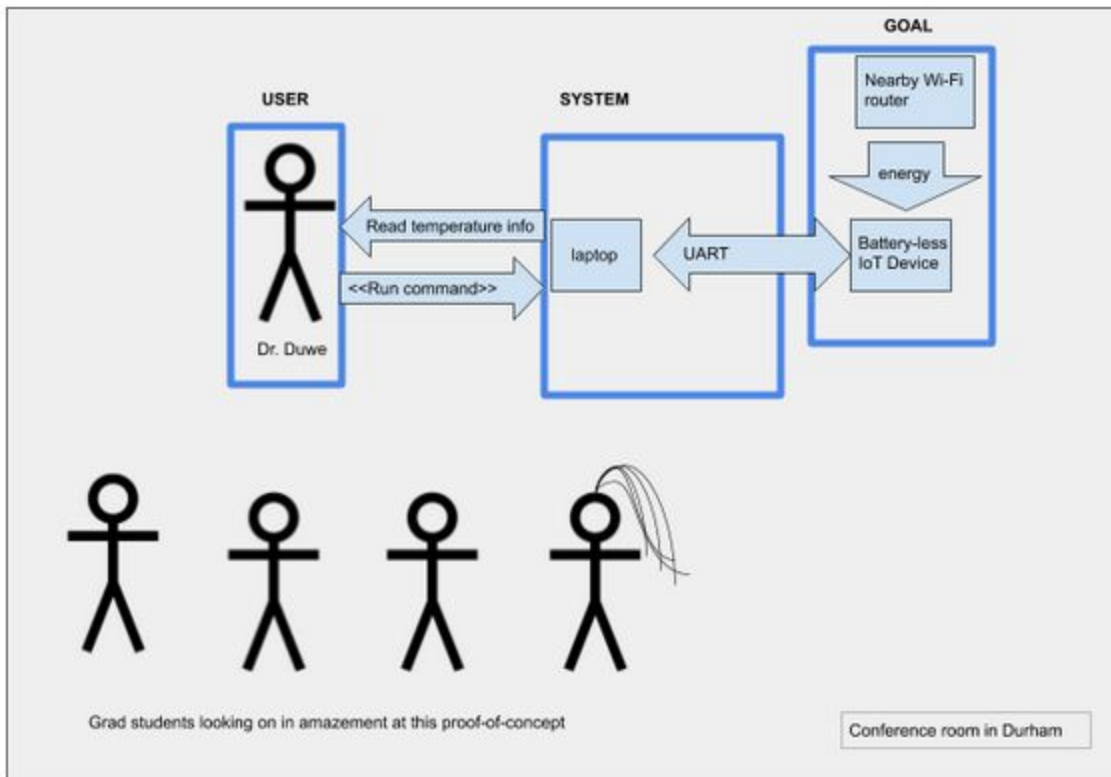 GOAL
Nearby Wi-Fi
router
USER
SYSTEM
energy
Read temperature info
laptop
UART
Battery-less
IoT Device
<<Run command>>
Dr. Duwe
Grad students looking on in amazement at this proof-of-concept
Conference room in Durham